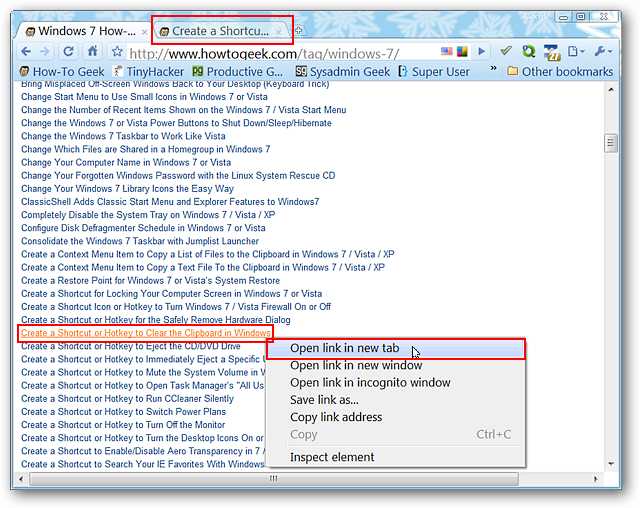 Windows 7 How-...
Create a Shortcu...
http://www.howtogeek.com/tag/windows-7/
How-To Geek TinyHacker Productive G... Sysadmin Geek Super User » Other bookmarks
Bring Misplaced Off-Screen Windows Back to Your Desktop (Keyboard Trick)
Change Start Menu to Use Small Icons in Windows 7 or Vista
Change the Number of Recent Items Shown on the Windows 7 / Vista Start Menu
Change the Windows 7 or Vista Power Buttons to Shut Down/Sleep/Hibernate
Change the Windows 7 Taskbar to Work Like Vista
Change Which Files are Shared in a Homegroup in Windows 7
Change Your Computer Name in Windows 7 or Vista
Change Your Forgotten Windows Password with the Linux System Rescue CD
Change Your Windows 7 Library Icons the Easy Way
ClassicShell Adds Classic Start Menu and Explorer Features to Windows7
Completely Disable the System Tray on Windows 7 / Vista / XP
Configure Disk Defragmenter Schedule in Windows 7 or Vista
Consolidate the Windows 7 Taskbar with Jumplist Launcher
Create a Context Menu Item to Copy a List of Files to the Clipboard in Windows 7 / Vista / XP
Create a Context Menu Item to Copy a Text File To the Clipboard in Windows 7 / Vista / XP
Create a Restore Point for Windows 7 or Vista's System Restore
Create a Shortcut for Locking Your Computer Screen in Windows 7 or Vista
Create a Shortcut Icon or Hotkey to Turn Windows 7 / Vista Firewall On or Off
Create a Shortcut or Hotkey for the Safely Remove Hardware Dialog
Create a Shortcut or Hotkey to Clear the Clipboard in Windows
Create a Shortcut or Hotkey to Eject the CD/DVD Drive
Create a Shortcut or Hotkey to Immediately Eject a Specific
Create a Shortcut or Hotkey to Mute the System Volume in
Create a Shortcut or Hotkey to Open Task Manager's "All Us
Create a Shortcut or Hotkey to Run CCleaner Silently
Create a Shortcut or Hotkey to Switch Power Plans
Create a Shortcut or Hotkey to Turn Off the Monitor
Create a Shortcut or Hotkey to Turn the Desktop Icons On or
Create a Shortcut to Enable/Disable Aero Transparency in 7 /
Create a Shortcut to Search Your IE Favorites With Windows
Open link in new tab
Open link in new window
Open link in incognito window
Save link as...
Copy link address
Copy Ctrl+C
Inspect element